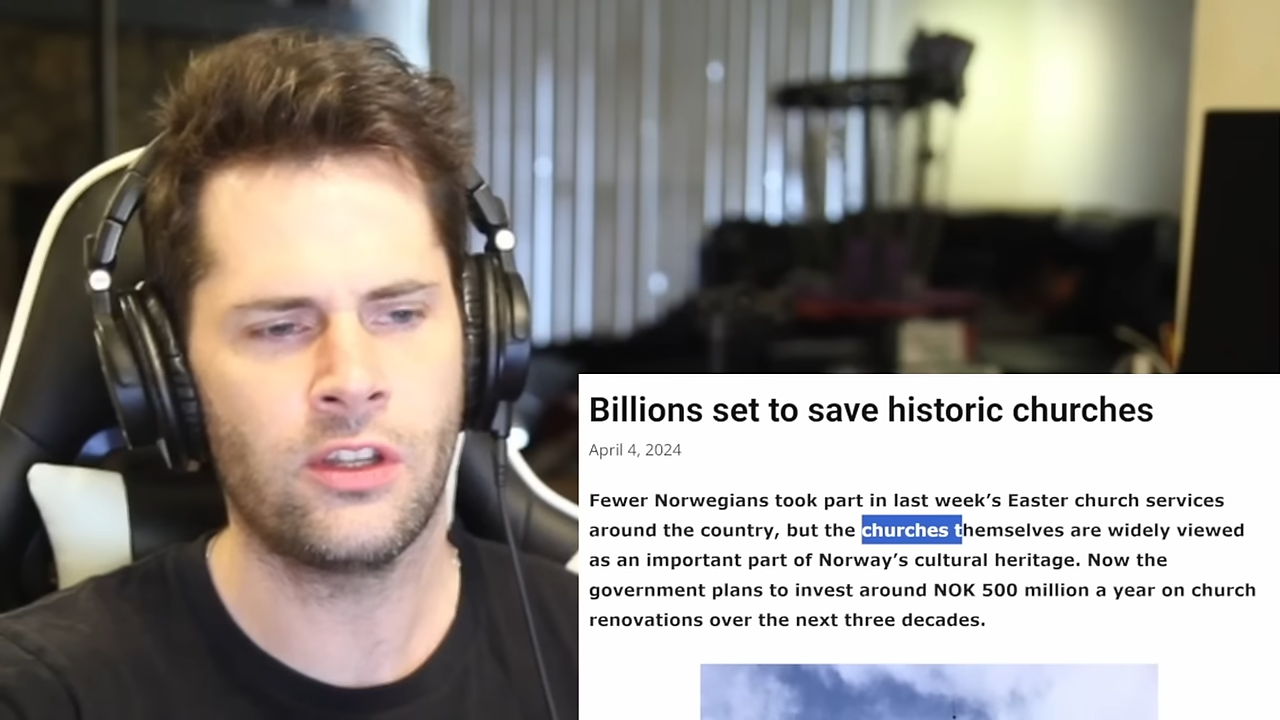 Billions set to save historic churches
April 4, 2024
Fewer Norwegians took part in last week’s Easter church services
around the country, but the churches themselves are widely viewed
as an important part of Norway’s cultural heritage. Now the
government plans to invest around NOK 500 million a year on church
renovations over the next three decades.